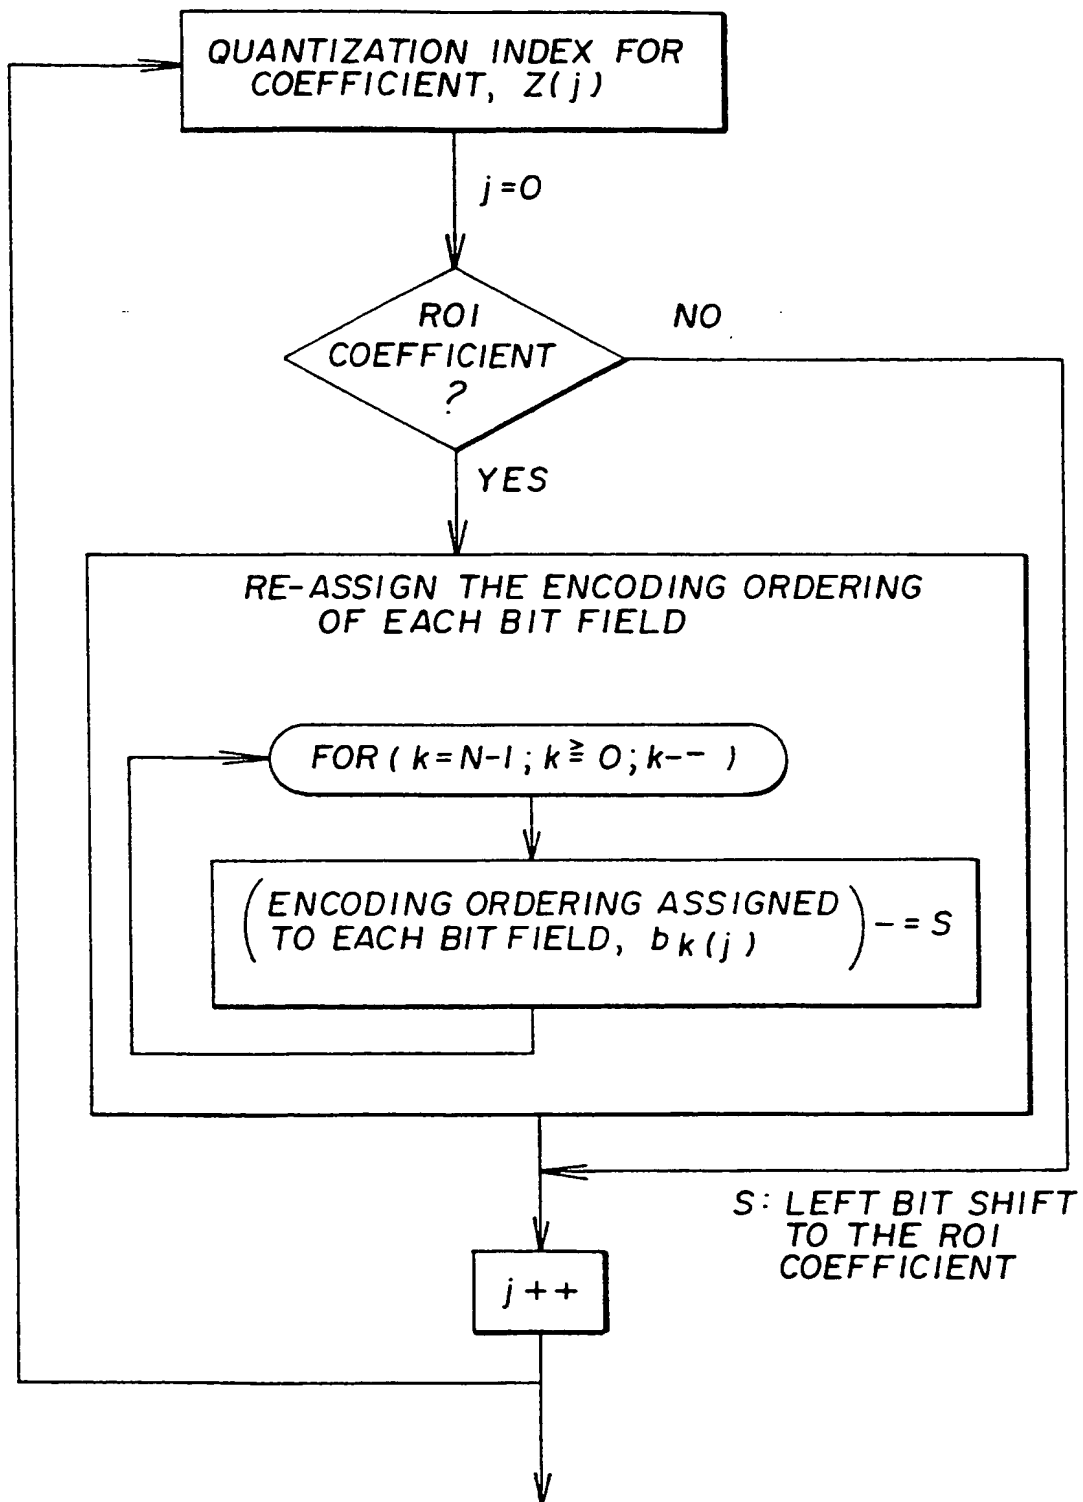 QUANTIZATION INDEX FOR
COEFFICIENT, Z(j)
j=0
ROI
COEFFICIENT
?
NO
YES
RE-ASSIGN THE ENCODING ORDERING
OF EACH BIT FIELD
FOR ( k=N-1; k≧0; k-- )
(ENCODING ORDERING ASSIGNED
TO EACH BIT FIELD, bk(j)) -= S
S: LEFT BIT SHIFT
TO THE ROI
COEFFICIENT
j++